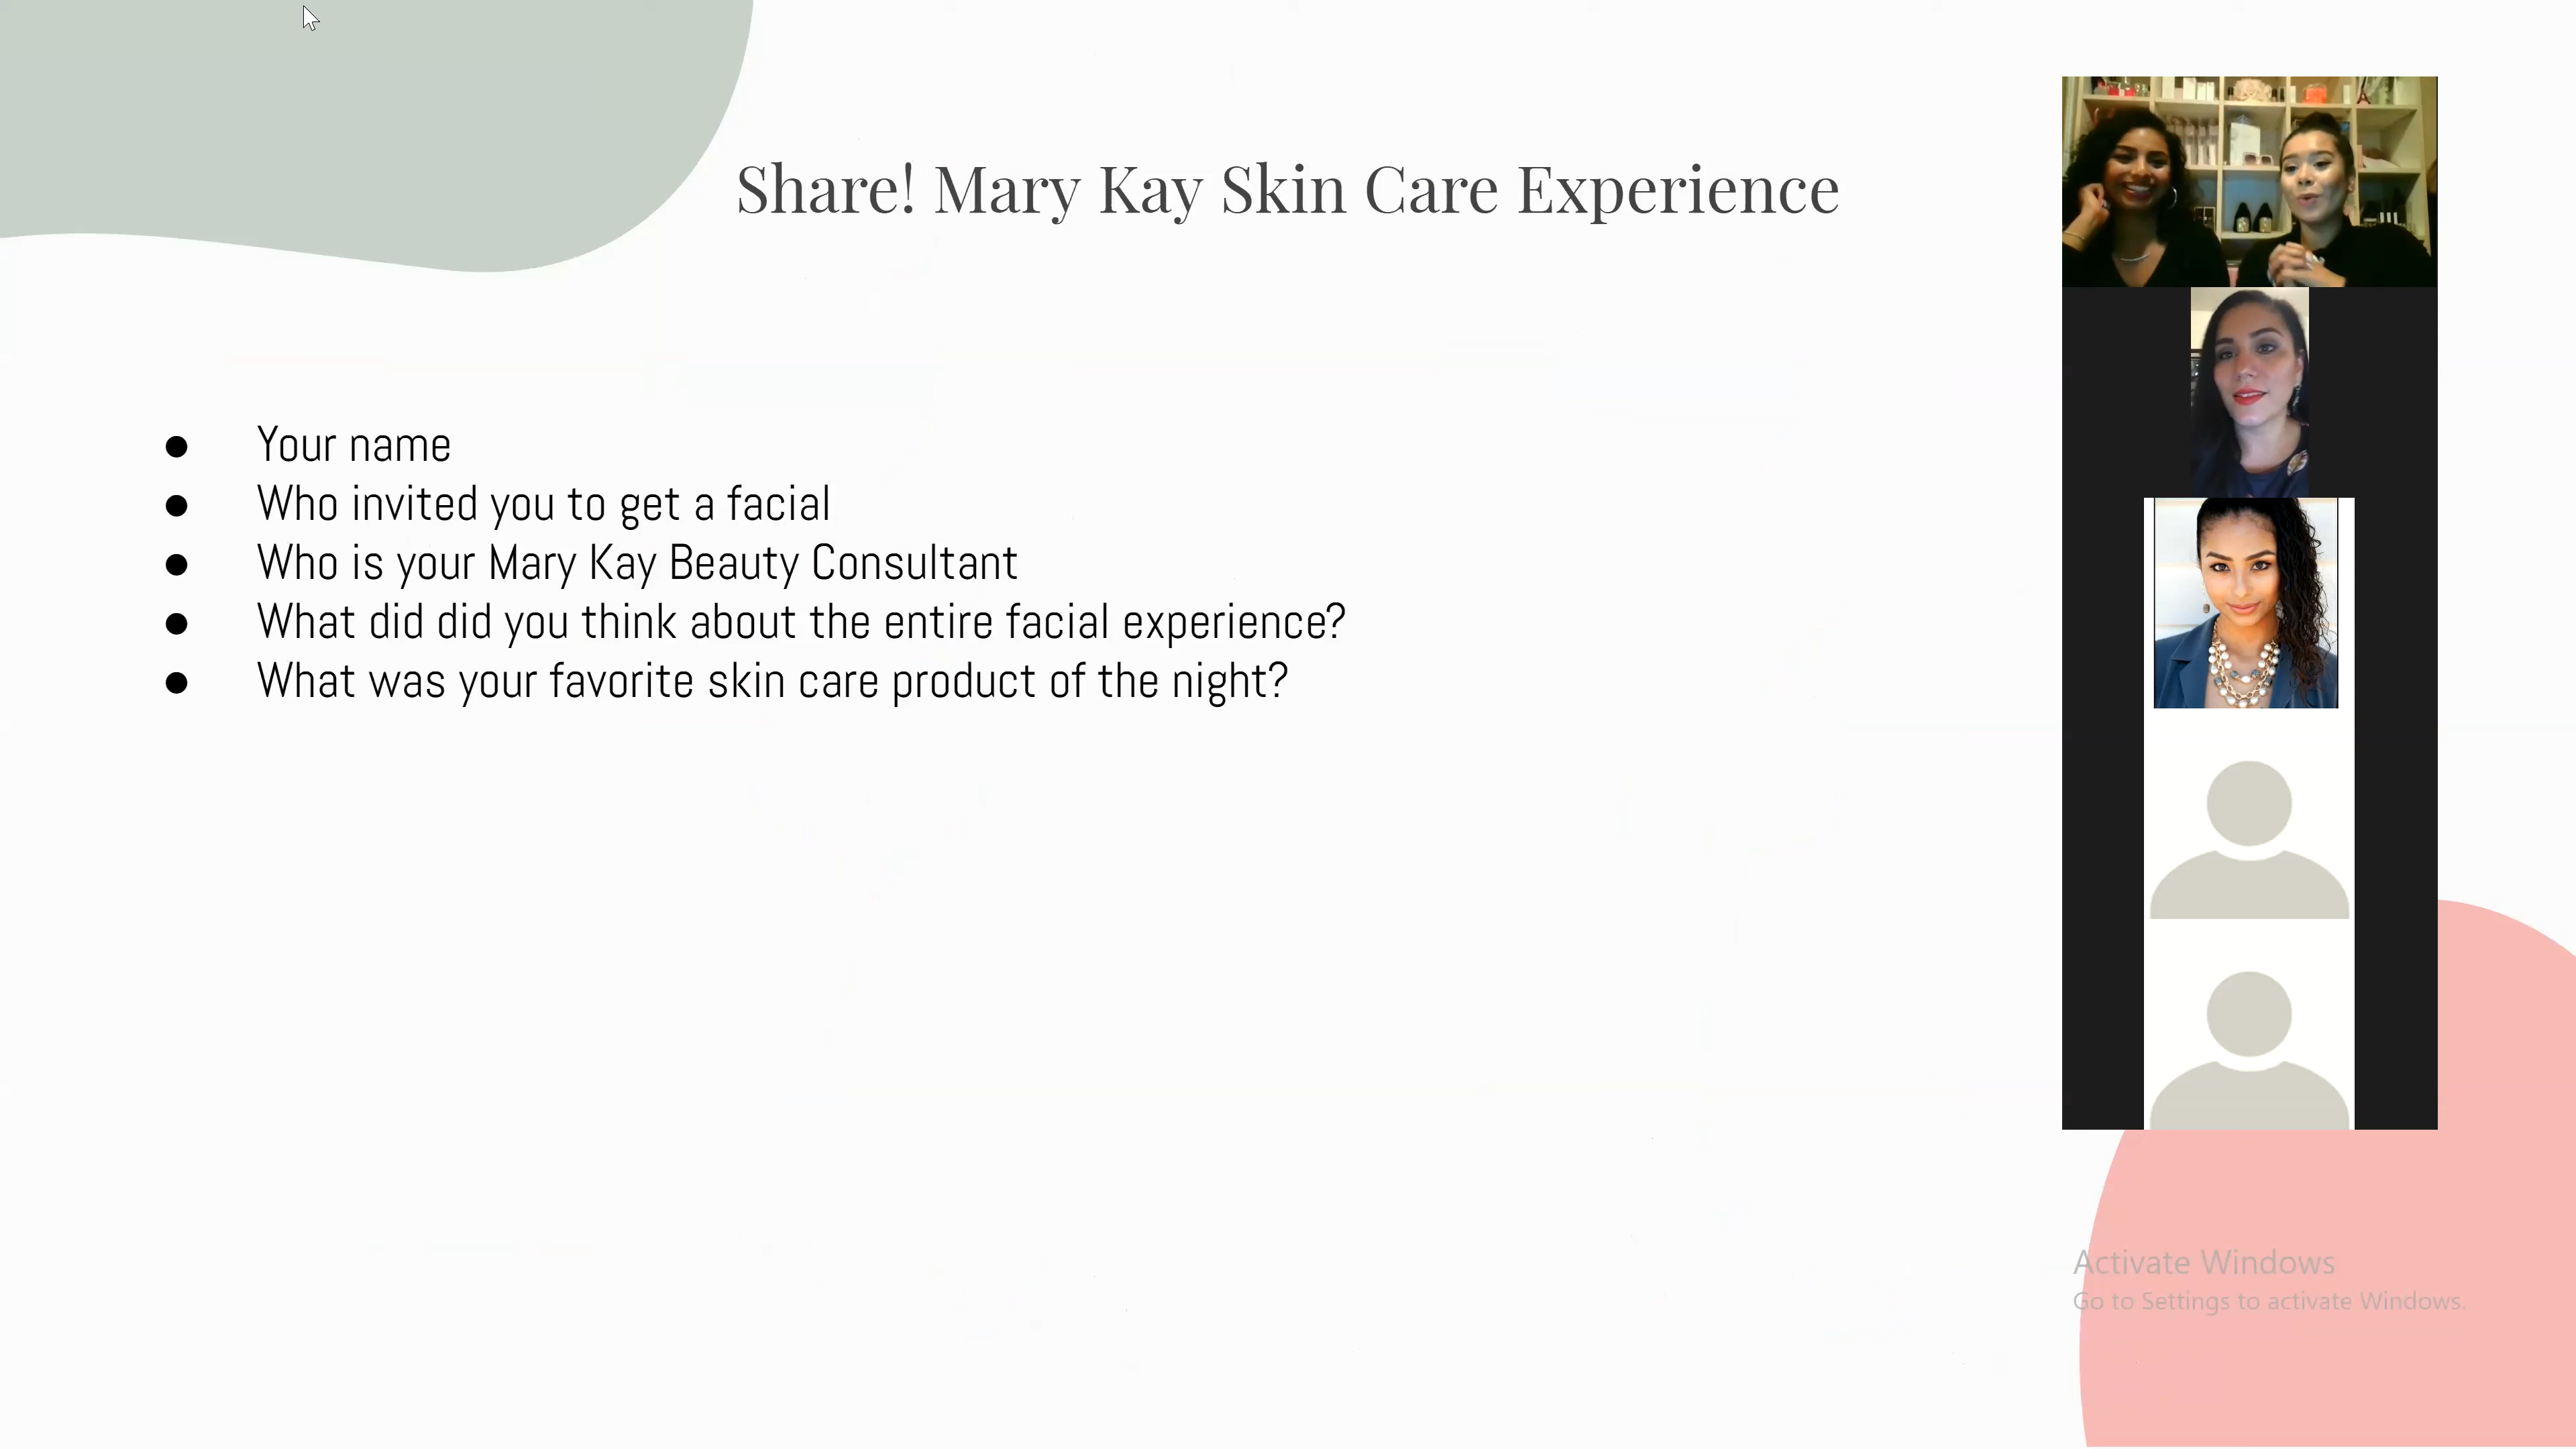 Share! Mary Kay Skin Care Experience
● Your name
● Who invited you to get a facial
● Who is your Mary Kay Beauty Consultant
● What did did you think about the entire facial experience?
● What was your favorite skin care product of the night?
Activate Windows
Go to Settings to activate Windows.